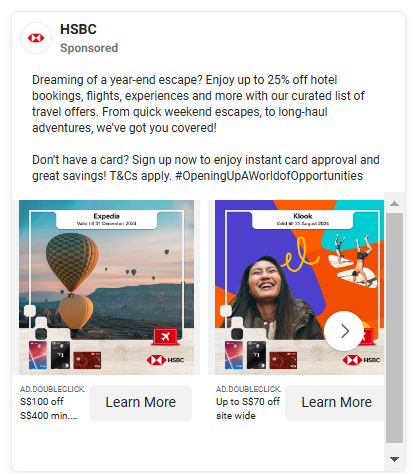 HSBC
Sponsored
Dreaming of a year-end escape? Enjoy up to 25% off hotel
bookings, flights, experiences and more with our curated list of
travel offers. From quick weekend escapes, to long-haul
adventures, we've got you covered!
Don't have a card? Sign up now to enjoy instant card approval and
great savings! T&Cs apply. #OpeningUpAWorldofOpportunities
Expedia
Valid till 31 December 2024
HSBC
AD.DOUBLECLICK.
S$100 off
S$400 min....
Learn More
Klook
Valid till 31 August 2024
HSBC
AD.DOUBLECLICK.
Up to S$70 off
site wide
Learn More